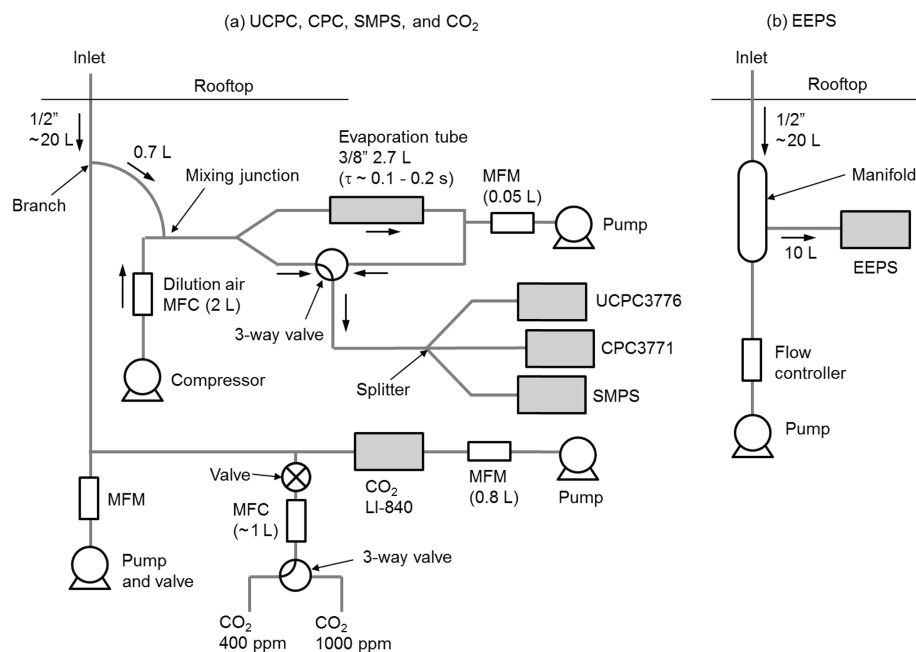 (a) UCPC, CPC, SMPS, and CO₂
Inlet
Rooftop
1/2”
~20 L
0.7 L
Branch
Mixing junction
Evaporation tube
3/8” 2.7 L
(τ ~ 0.1 - 0.2 s)
MFM
(0.05 L)
Pump
Dilution air
MFC (2 L)
3-way valve
Compressor
Splitter
UCPC3776
CPC3771
SMPS
Valve
CO₂
LI-840
MFM
(0.8 L)
Pump
MFM
MFC
(~1 L)
3-way valve
Pump
and valve
CO₂
400 ppm
CO₂
1000 ppm
(b) EEPS
Inlet
Rooftop
1/2”
~20 L
Manifold
10 L
EEPS
Flow
controller
Pump